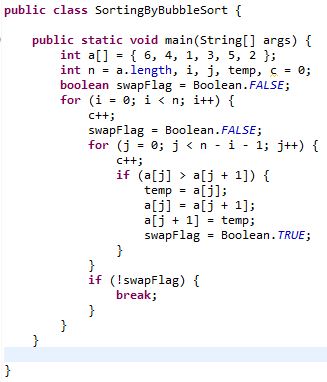 public class SortingByBubbleSort {
public static void main(String[] args) {
int a[] = { 6, 4, 1, 3, 5, 2 };
int n = a.length, i, j, temp, c = 0;
boolean swapFlag = Boolean.FALSE;
for (i = 0; i < n; i++) {
c++;
swapFlag = Boolean.FALSE;
for (j = 0; j < n - i - 1; j++) {
c++;
if (a[j] > a[j + 1]) {
temp = a[j];
a[j] = a[j + 1];
a[j + 1] = temp;
swapFlag = Boolean.TRUE;
}
}
if (!swapFlag) {
break;
}
}
}
}